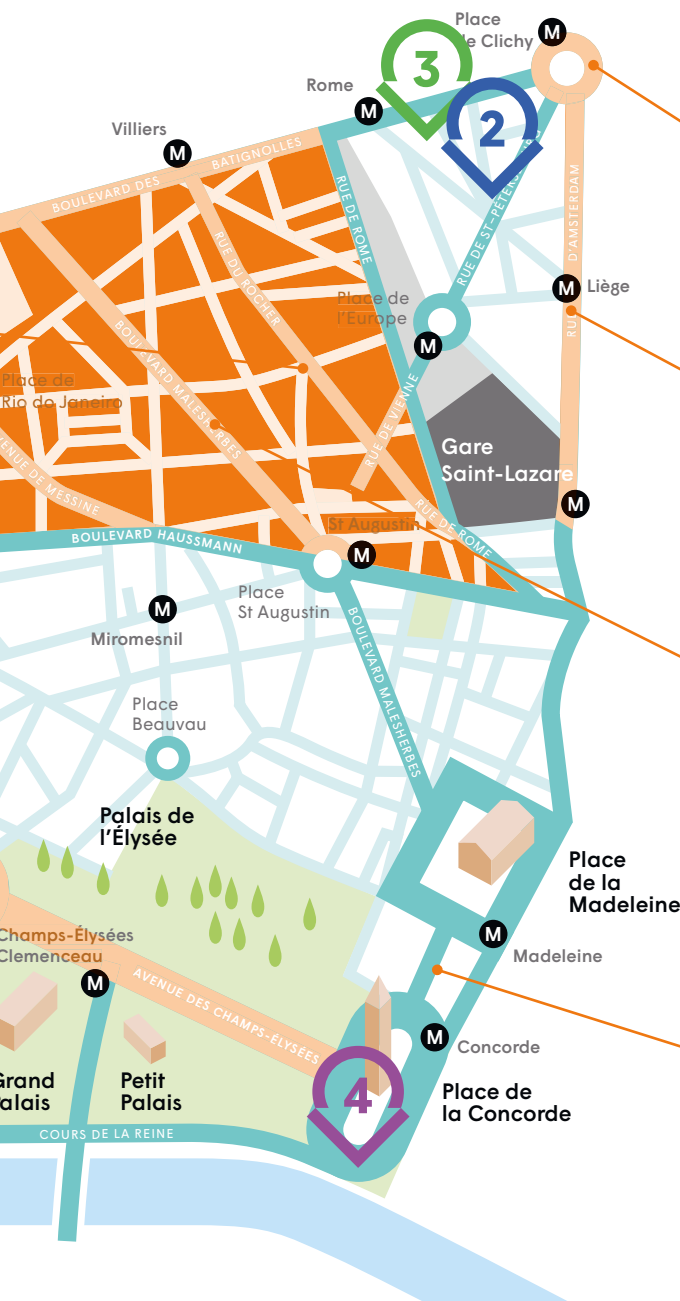 Place
de Clichy
M
3
Rome
M
2
Villiers
M
BOULEVARD DES BATIGNOLLES
RUE DE ROME
RUE DE ST-PÉTERSBOURG
RUE D'AMSTERDAM
RUE DU ROCHER
M
Liège
Place de
l'Europe
M
BOULEVARD MALESHERBES
Place de
Rio do Janeiro
RUE DE VIENNE
AVENUE DE MESSINE
Gare
Saint-Lazare
M
St Augustin
RUE DE ROME
BOULEVARD HAUSSMANN
M
Place
St Augustin
M
Miromesnil
BOULEVARD MALESHERBES
Place
Beauvau
Palais de
l'Élysée
Place
de la
Madeleine
M
Madeleine
Champs-Élysées
Clemenceau
M
AVENUE DES CHAMPS-ÉLYSÉES
M
Concorde
Grand
Palais
Petit
Palais
4
Place de
la Concorde
COURS DE LA REINE